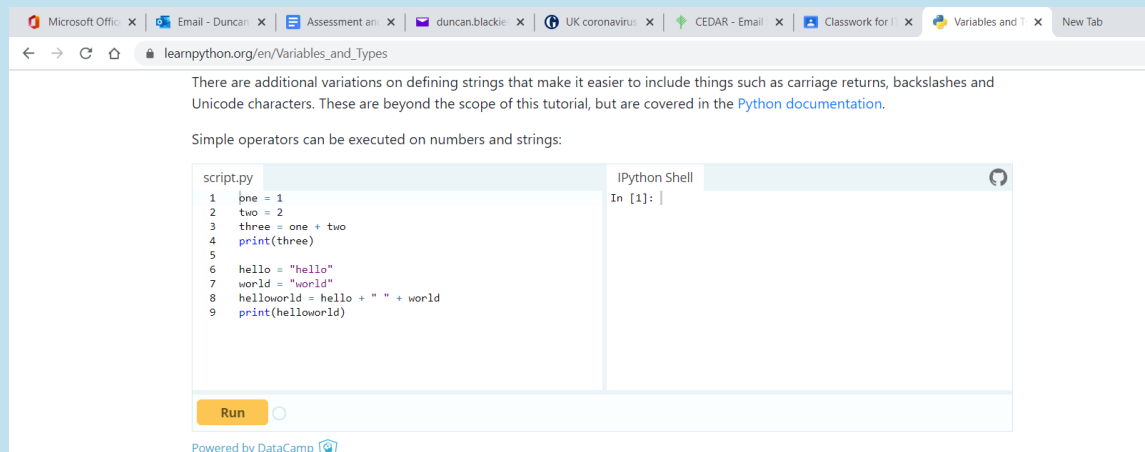 Microsoft Offic
Email - Duncan
Assessment an
duncan.blackie
UK coronavirus
CEDAR - Email
Classwork for I
Variables and T
New Tab
learnpython.org/en/Variables_and_Types
There are additional variations on defining strings that make it easier to include things such as carriage returns, backslashes and
Unicode characters. These are beyond the scope of this tutorial, but are covered in the Python documentation.
Simple operators can be executed on numbers and strings:
script.py
1 one = 1
2 two = 2
3 three = one + two
4 print(three)
5
6 hello = "hello"
7 world = "world"
8 helloworld = hello + " " + world
9 print(helloworld)
IPython Shell
In [1]:
Run
Powered by DataCamp